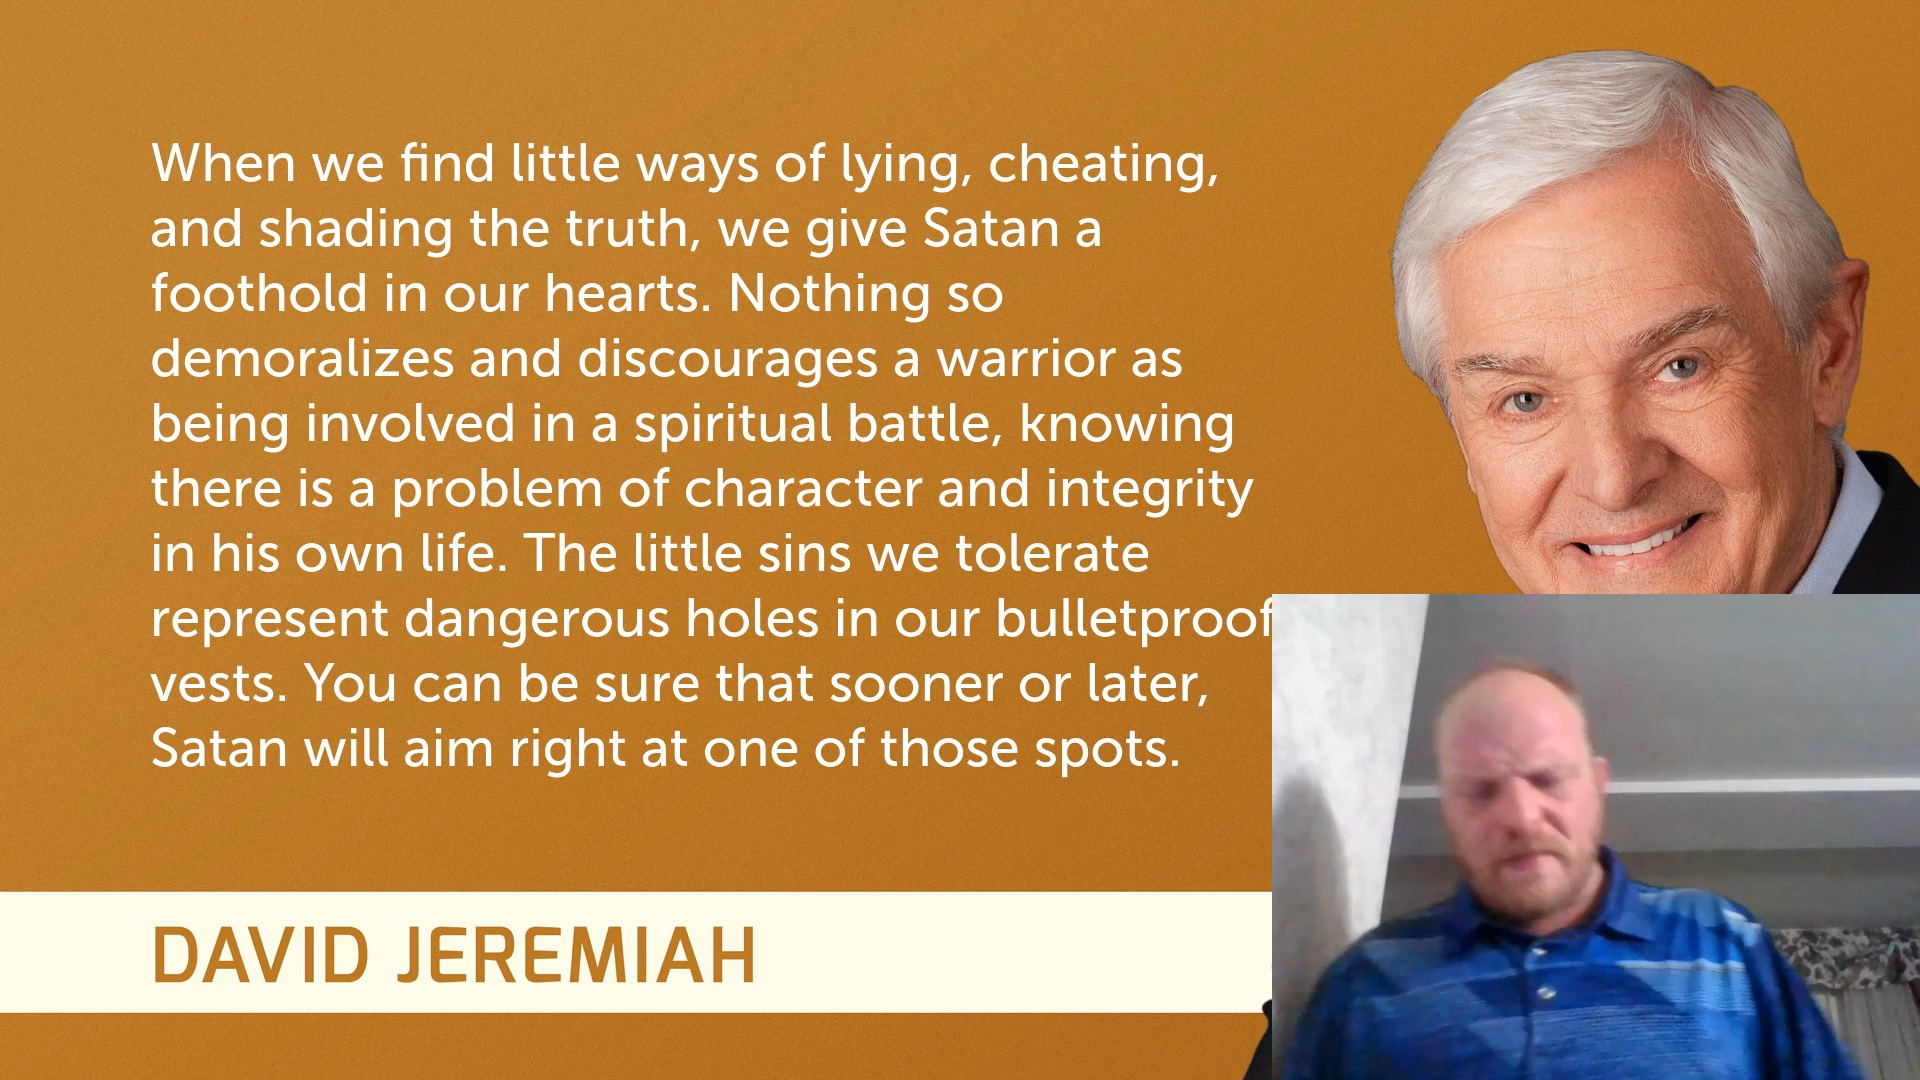 When we find little ways of lying, cheating,
and shading the truth, we give Satan a
foothold in our hearts. Nothing so
demoralizes and discourages a warrior as
being involved in a spiritual battle, knowing
there is a problem of character and integrity
in his own life. The little sins we tolerate
represent dangerous holes in our bulletproof
vests. You can be sure that sooner or later,
Satan will aim right at one of those spots.
DAVID JEREMIAH